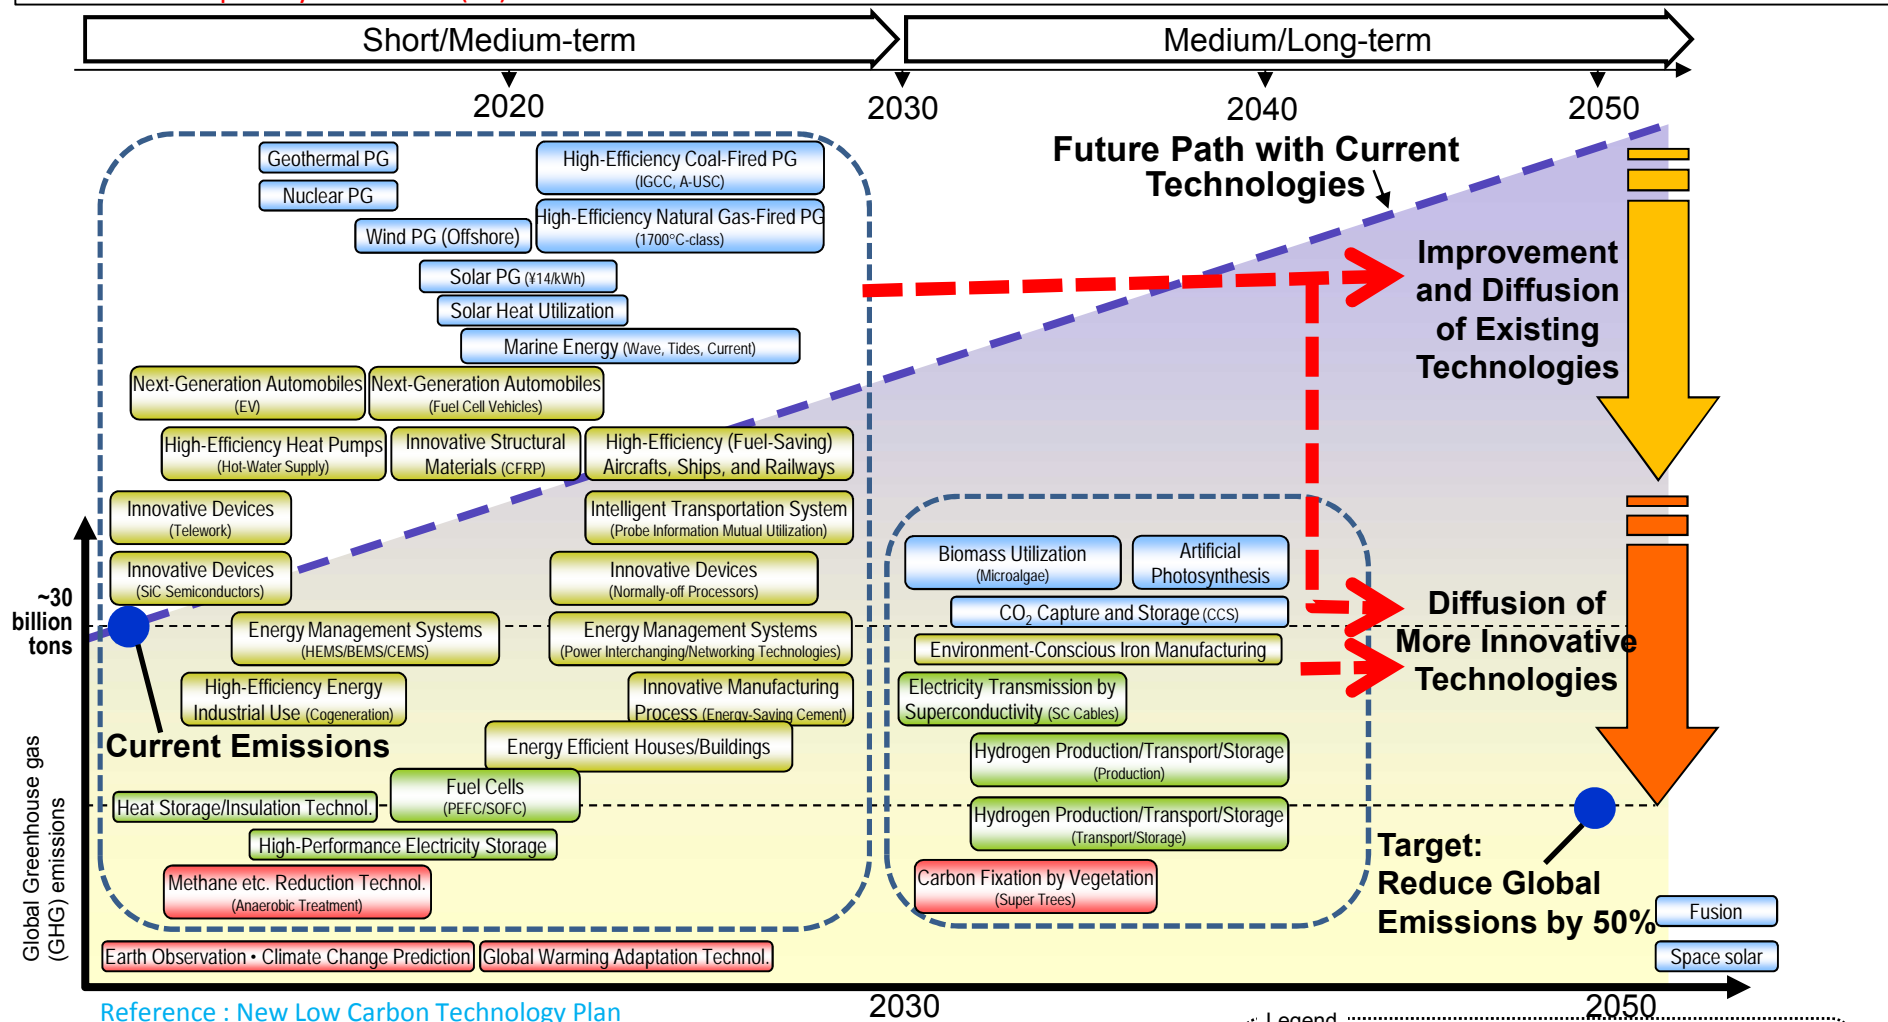 Short/Medium-term
Medium/Long-term
2020
2030
2040
2050
Geothermal PG
Nuclear PG
High-Efficiency Coal-Fired PG
(IGCC, A-USC)
High-Efficiency Natural Gas-Fired PG
(1700°C-class)
Wind PG (Offshore)
Solar PG (¥14/kWh)
Solar Heat Utilization
Marine Energy (Wave, Tides, Current)
Next-Generation Automobiles
(EV)
Next-Generation Automobiles
(Fuel Cell Vehicles)
High-Efficiency Heat Pumps
(Hot-Water Supply)
Innovative Structural
Materials (CFRP)
High-Efficiency (Fuel-Saving)
Aircrafts, Ships, and Railways
Innovative Devices
(Telework)
Intelligent Transportation System
(Probe Information Mutual Utilization)
Innovative Devices
(SiC Semiconductors)
Innovative Devices
(Normally-off Processors)
Energy Management Systems
(HEMS/BEMS/CEMS)
Energy Management Systems
(Power Interchanging/Networking Technologies)
High-Efficiency Energy
Industrial Use (Cogeneration)
Innovative Manufacturing
Process (Energy-Saving Cement)
Energy Efficient Houses/Buildings
Fuel Cells
(PEFC/SOFC)
Heat Storage/Insulation Technol.
High-Performance Electricity Storage
Methane etc. Reduction Technol.
(Anaerobic Treatment)
Earth Observation・Climate Change Prediction
Global Warming Adaptation Technol.
Future Path with Current
Technologies
Improvement
and Diffusion
of Existing
Technologies
Biomass Utilization
(Microalgae)
Artificial
Photosynthesis
CO2 Capture and Storage (CCS)
Environment-Conscious Iron Manufacturing
Electricity Transmission by
Superconductivity (SC Cables)
Hydrogen Production/Transport/Storage
(Production)
Hydrogen Production/Transport/Storage
(Transport/Storage)
Carbon Fixation by Vegetation
(Super Trees)
Diffusion of
More Innovative
Technologies
Target:
Reduce Global
Emissions by 50%
Fusion
Space solar
~30
billion
tons
Current Emissions
Global Greenhouse gas
(GHG) emissions
2030
2050
Reference : New Low Carbon Technology Plan
Legend